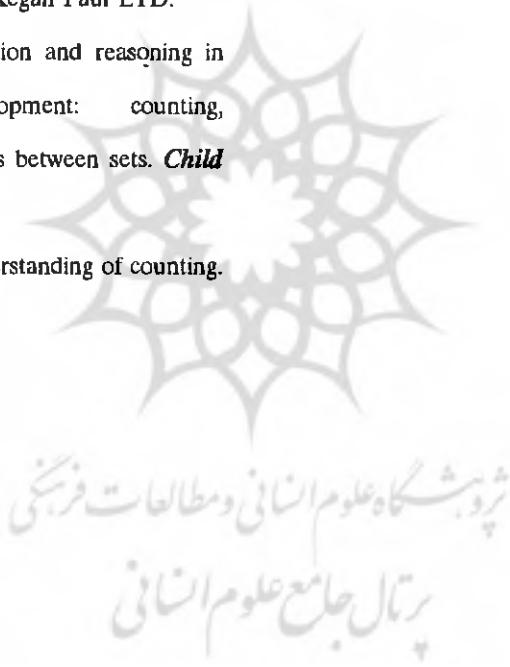 Kegan Paul LTD.
ion and reasoning in
opment: counting,
s between sets. Child
erstanding of counting.
پژوهشگاه علوم انسانی و مطالعات فرهنگی
پرتال جامع علوم انسانی